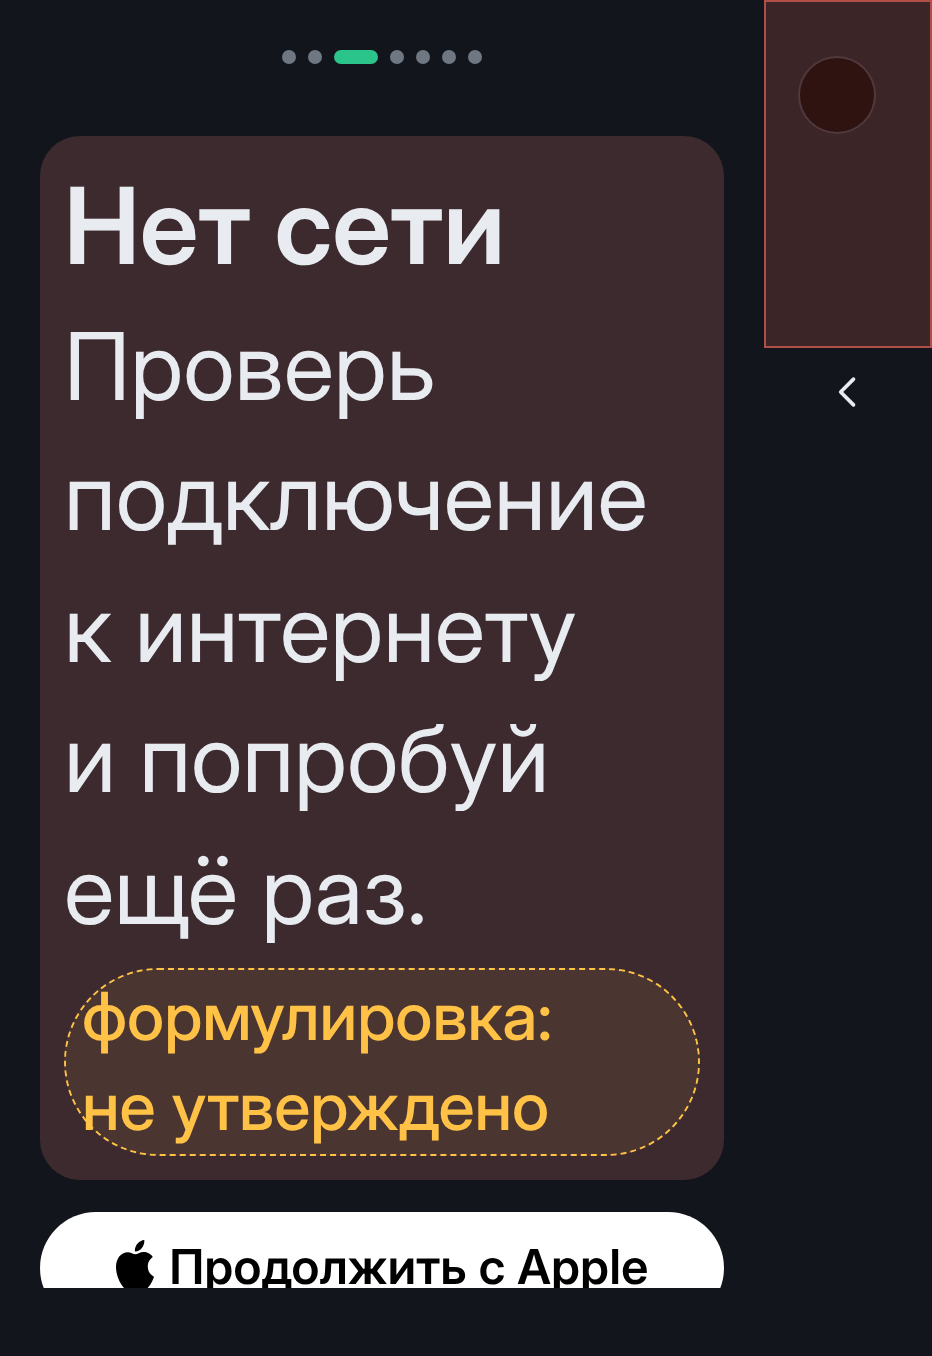 Нет сети
Проверь
подключение
к интернету
и попробуй
ещё раз.
формулировка:
не утверждено
Продолжить с Apple